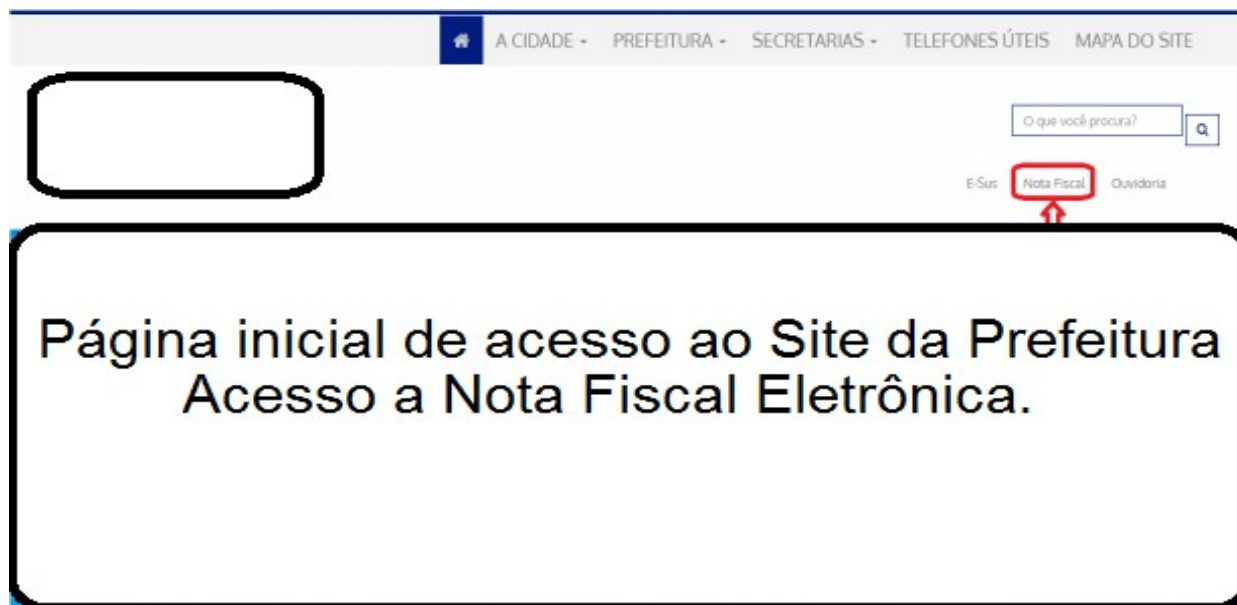 A CIDADE PREFEITURA SECRETARIAS TELEFONES ÚTEIS MAPA DO SITE
O que você procura?
E-Sus Nota Fiscal Ouvidoria
Página inicial de acesso ao Site da Prefeitura
Acesso a Nota Fiscal Eletrônica.